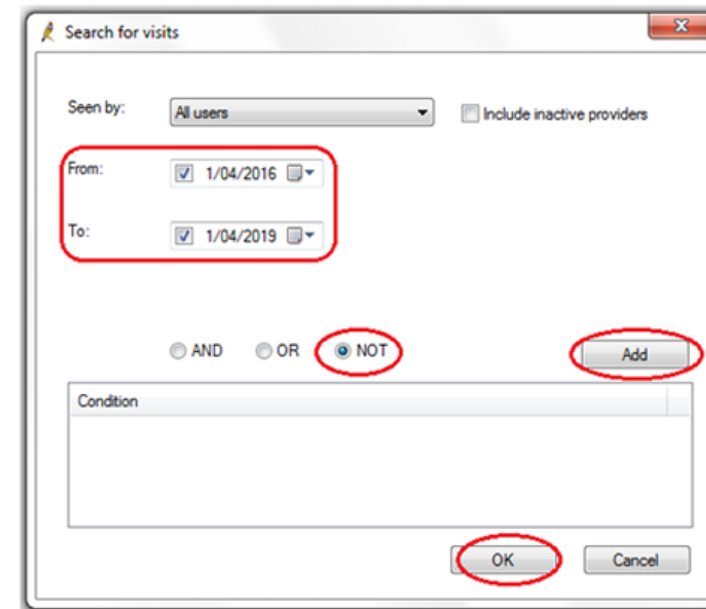 Search for visits
Seen by: All users Include inactive providers
From: 1/04/2016
To: 1/04/2019
AND OR NOT Add
Condition
OK Cancel